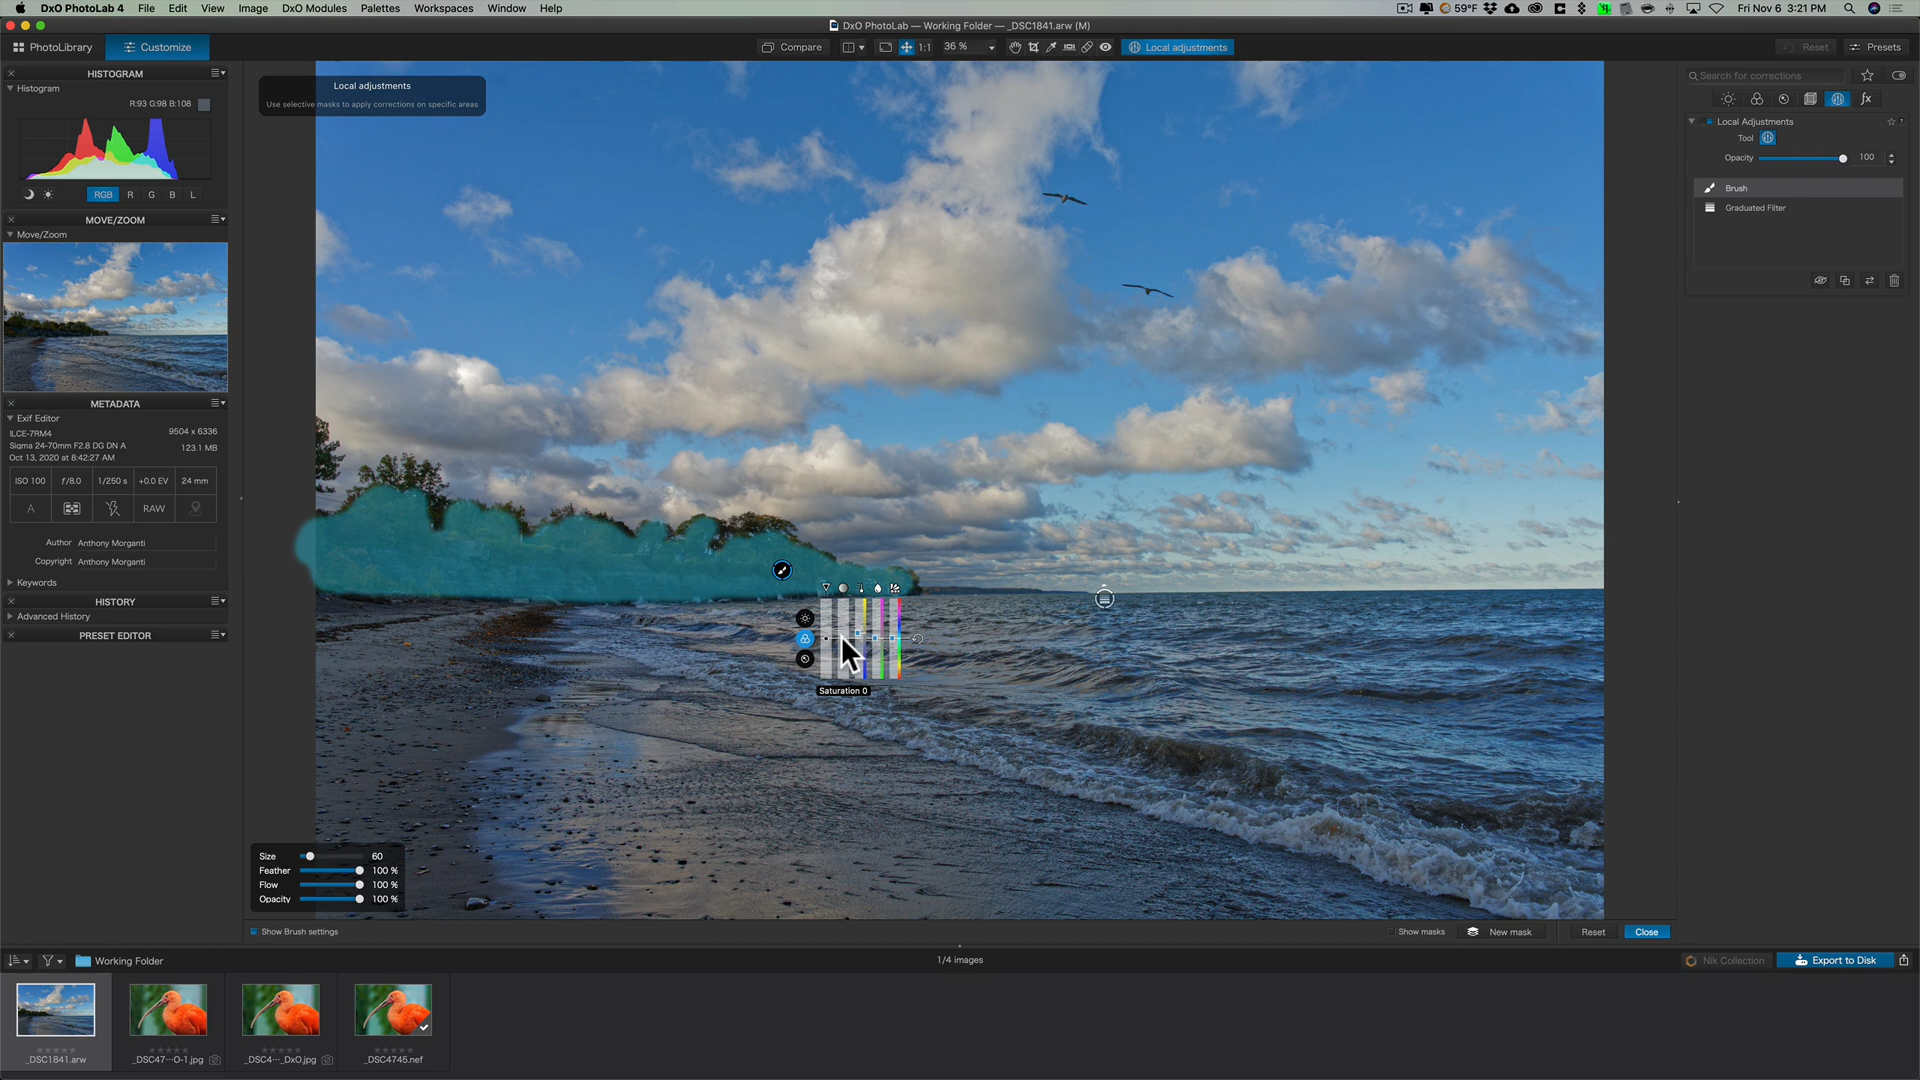 DxO PhotoLab 4 File Edit View Image DxO Modules Palettes Workspaces Window Help
59°F Fri Nov 6 3:21 PM
DxO PhotoLab — Working Folder — _DSC1841.arw (M)
PhotoLibrary Customize Compare 1:1 36 % Local adjustments Reset Presets
HISTOGRAM
Histogram
R:93 G:98 B:108
RGB R G B L
MOVE/ZOOM
Move/Zoom
METADATA
Exif Editor
ILCE-7RM4 9504 x 6336
Sigma 24-70mm F2.8 DG DN A 123.1 MB
Oct 13, 2020 at 8:42:27 AM
ISO 100 ƒ/8.0 1/250 s +0.0 EV 24 mm
A RAW
Author Anthony Morganti
Copyright Anthony Morganti
Keywords
HISTORY
Advanced History
PRESET EDITOR
Local adjustments
Use selective masks to apply corrections on specific areas
Saturation 0
Size 60
Feather 100 %
Flow 100 %
Opacity 100 %
Show Brush settings
Show masks New mask Reset Close
Search for corrections
fx
Local Adjustments
Tool
Opacity 100
Brush
Graduated Filter
Working Folder 1/4 images Nik Collection Export to Disk
_DSC1841.arw _DSC47···O-1.jpg _DSC4···_DxO.jpg _DSC4745.nef